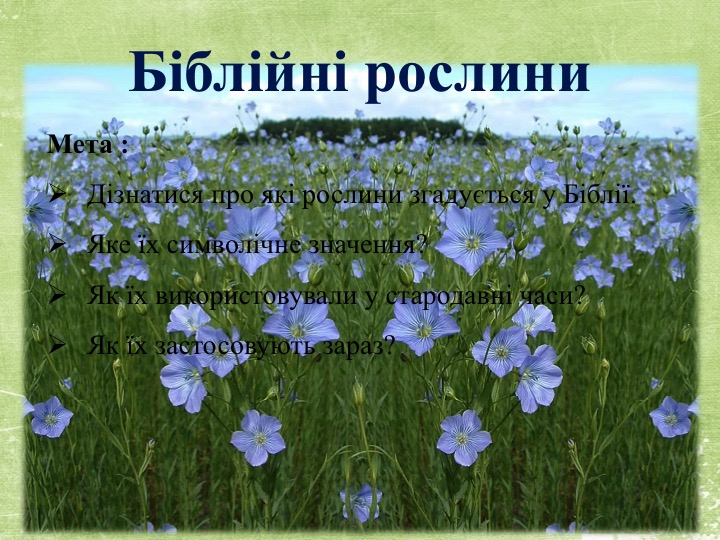 Біблійні рослини
Мета :
➢ Дізнатися про які рослини згадується у Біблії.
➢ Яке їх символічне значення?
➢ Як їх використовували у стародавні часи?
➢ Як їх застосовують зараз?